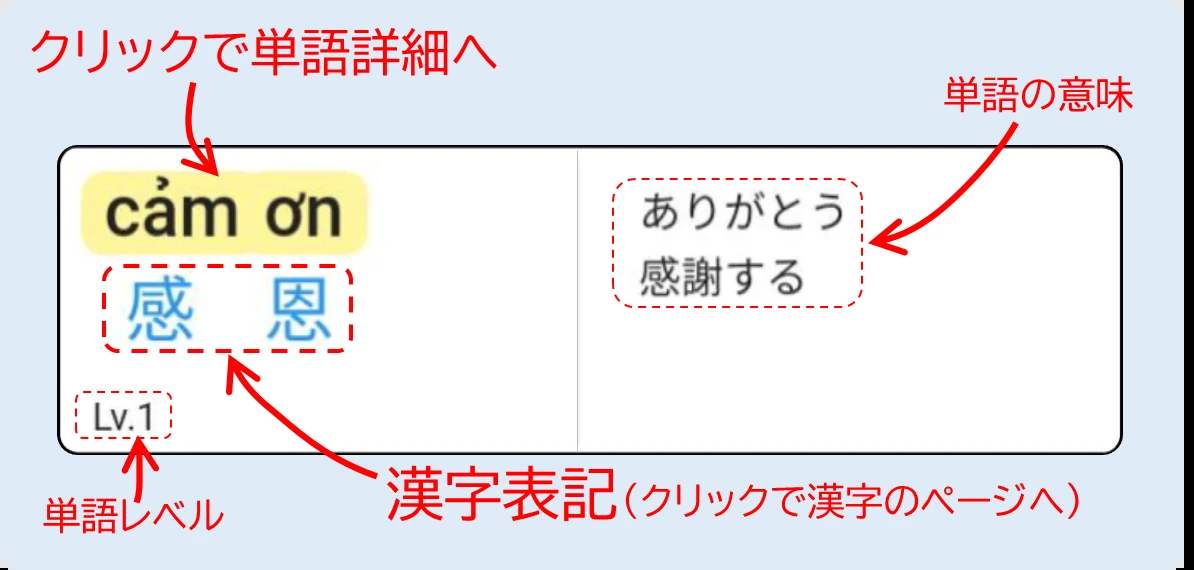 クリックで単語詳細へ
単語の意味
cảm ơn
感 恩
ありがとう
感謝する
Lv.1
単語レベル
漢字表記(クリックで漢字のページへ)